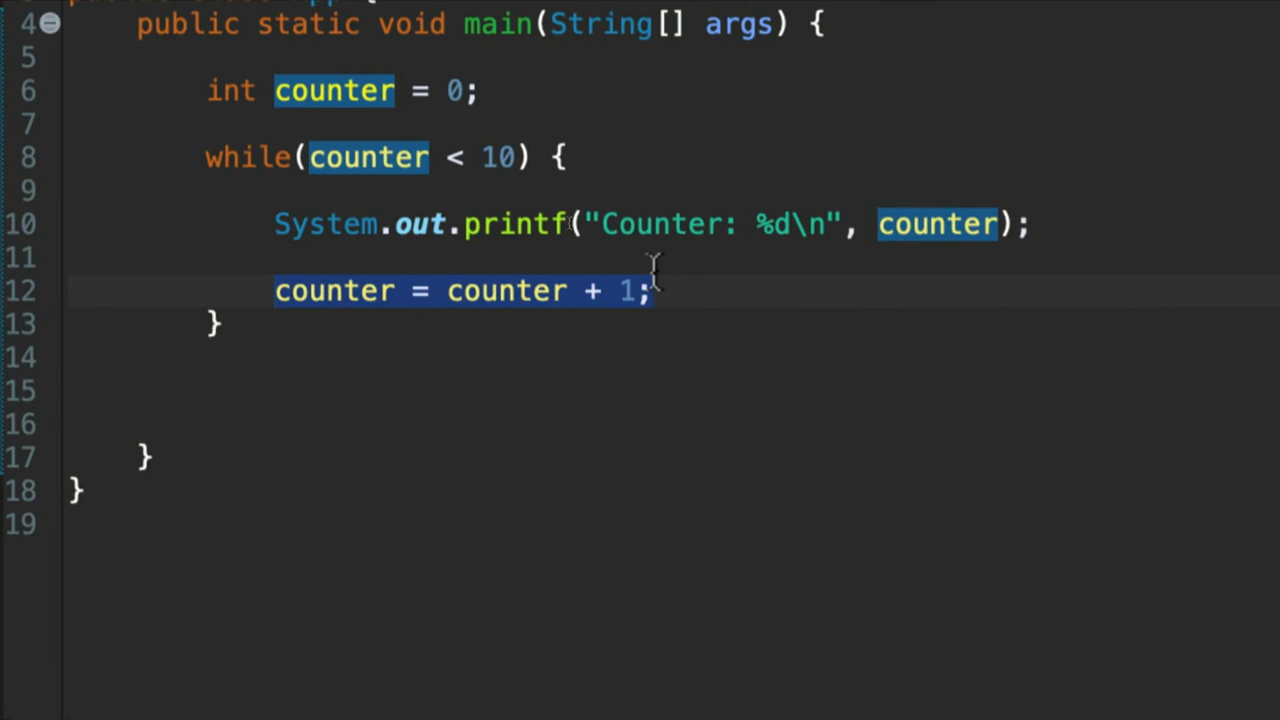 4 public static void main(String[] args) {
5
6 int counter = 0;
7
8 while(counter < 10) {
9
10 System.out.printf("Counter: %d\n", counter);
11
12 counter = counter + 1;
13 }
14
15
16
17 }
18 }
19